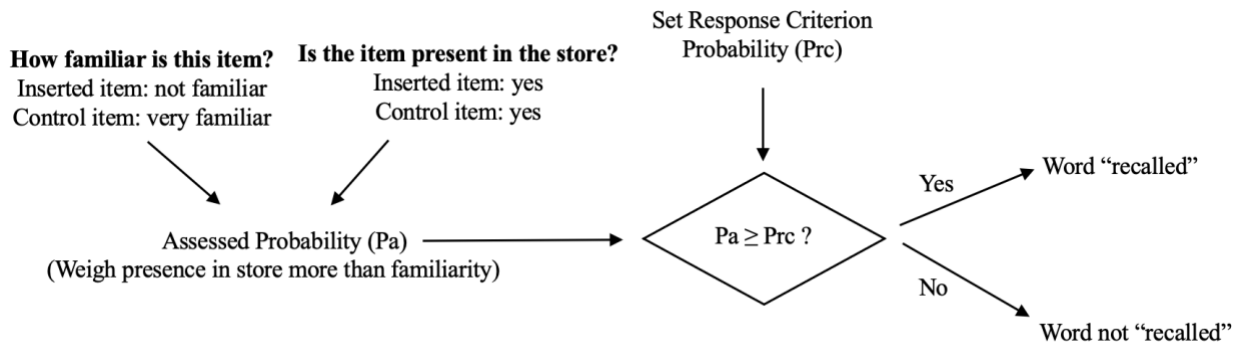 How familiar is this item?
Inserted item: not familiar
Control item: very familiar
Is the item present in the store?
Inserted item: yes
Control item: yes
Set Response Criterion
Probability (Prc)
Assessed Probability (Pa)
(Weigh presence in store more than familiarity)
Pa ≥ Prc ?
Yes
Word “recalled”
No
Word not “recalled”